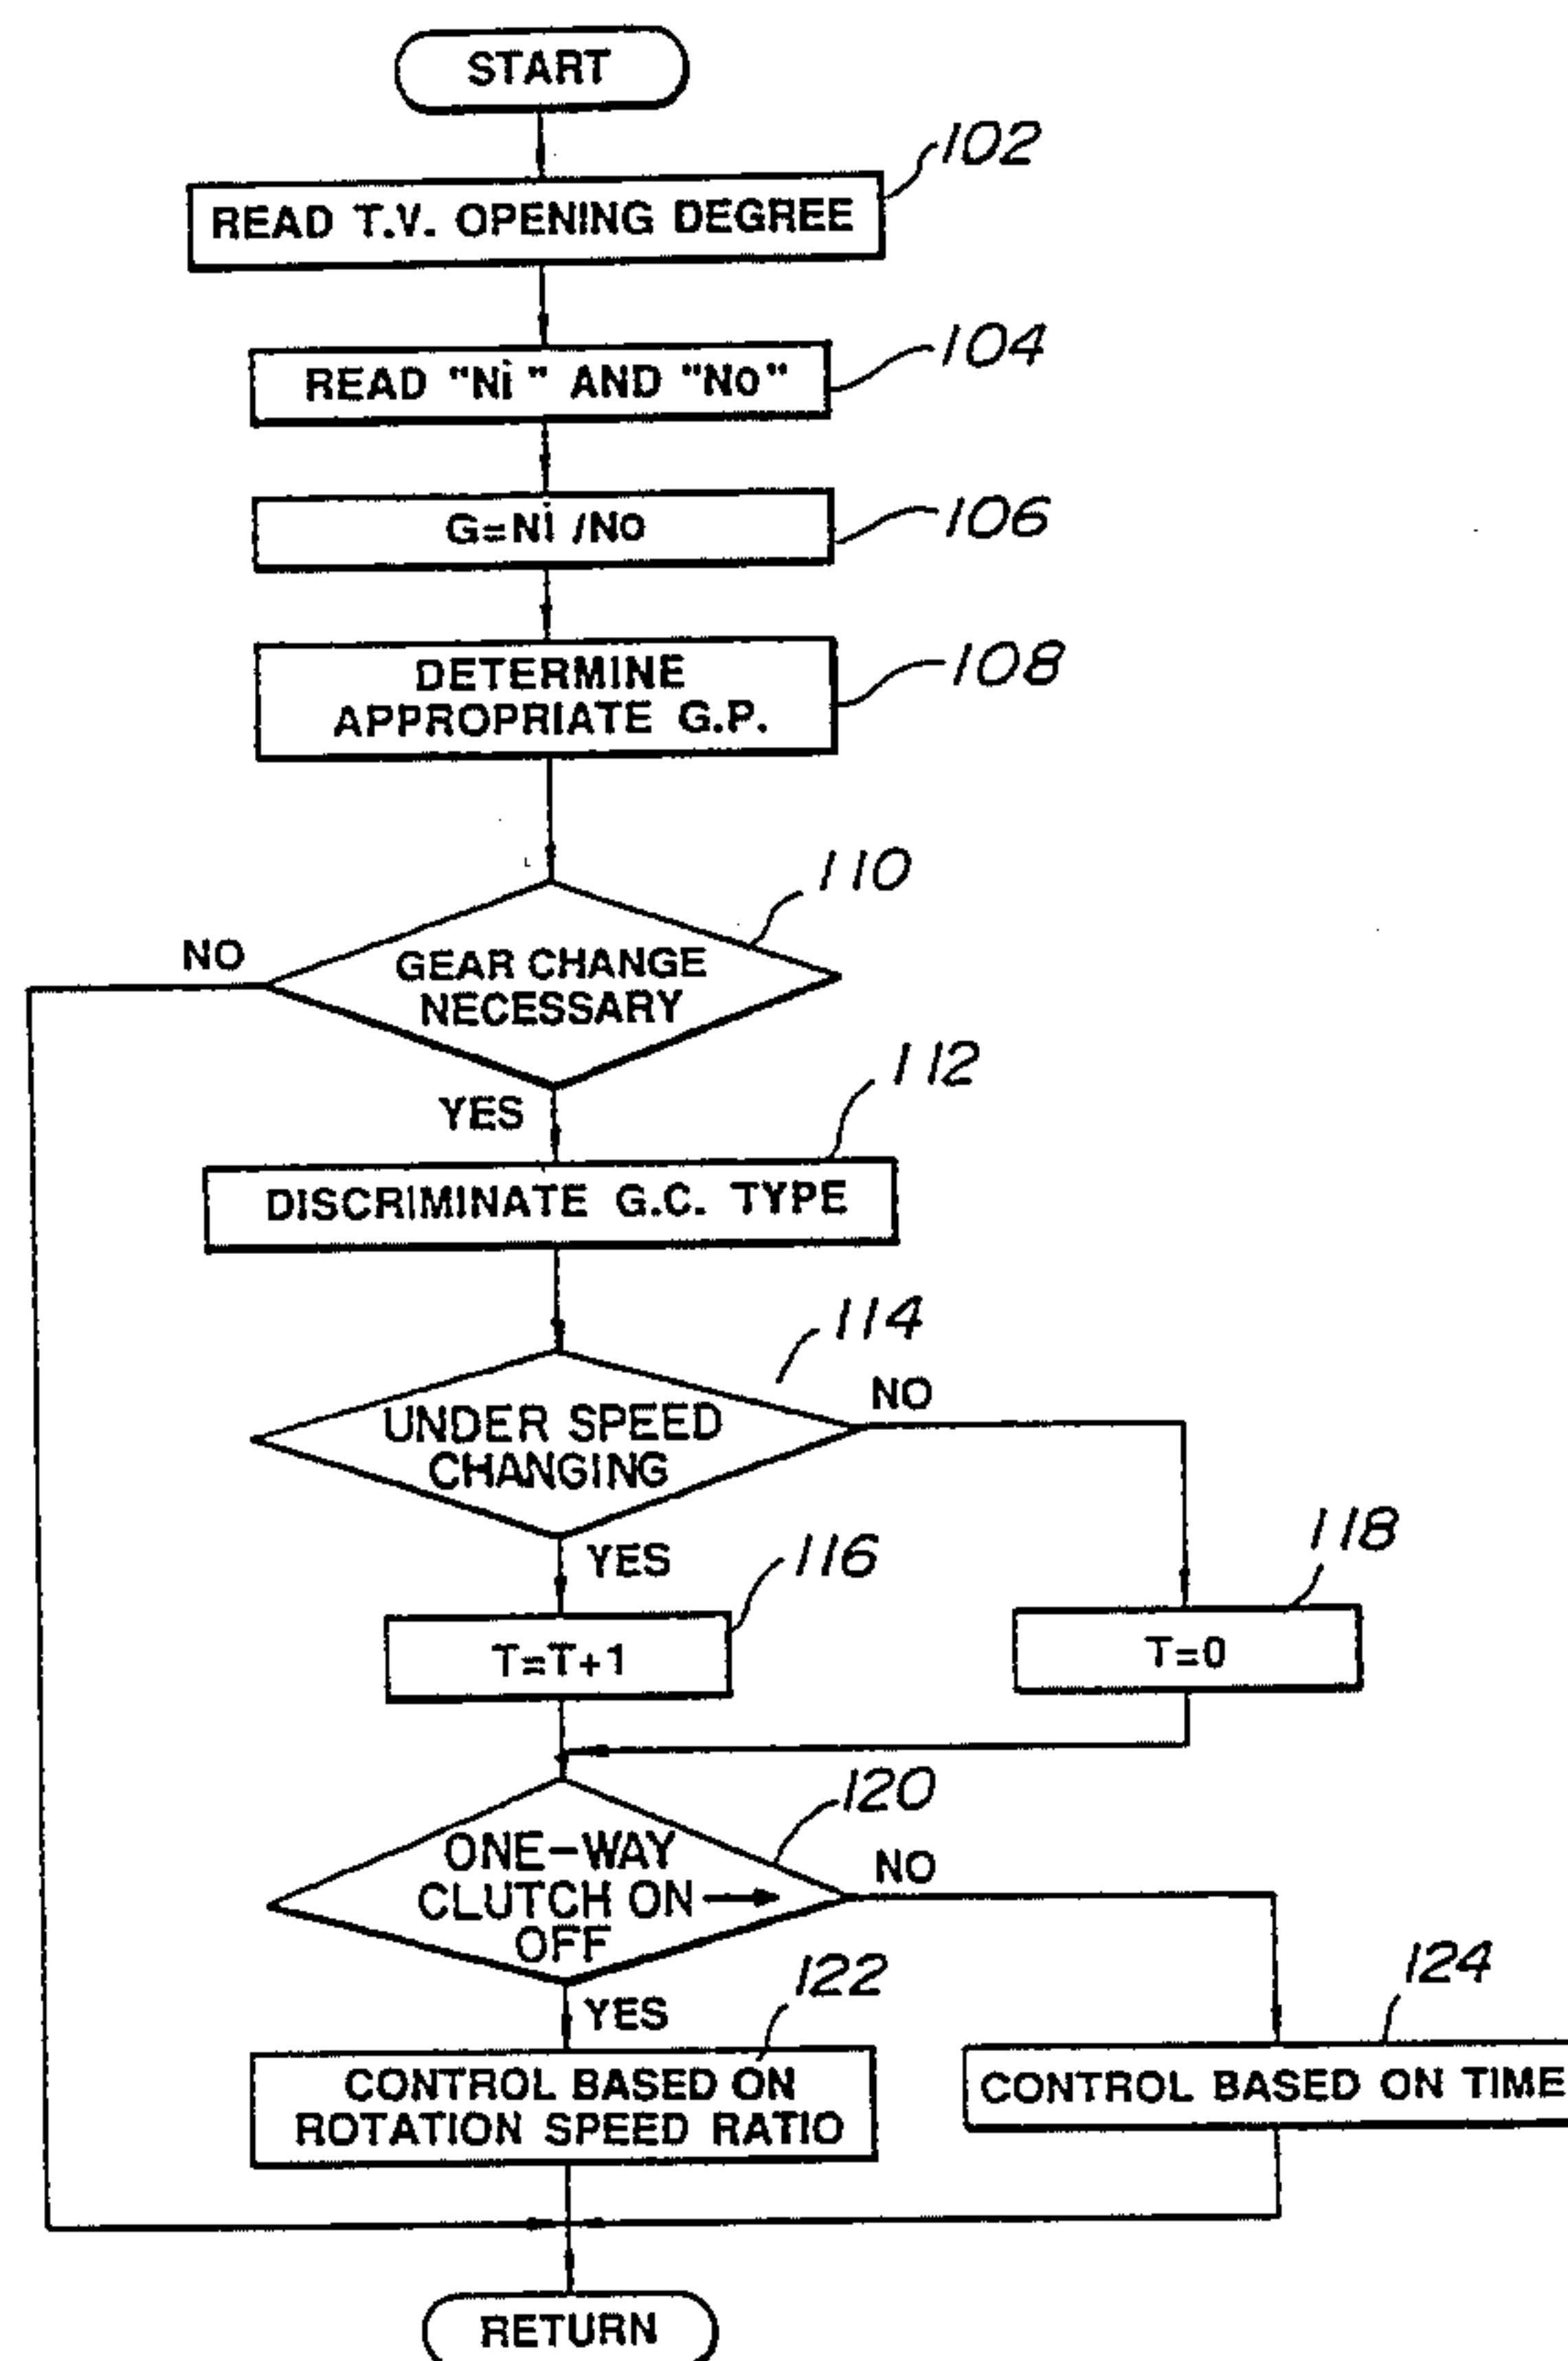 START
102
READ T.V. OPENING DEGREE
104
READ "Ni" AND "No"
106
G=Ni /No
108
DETERMINE
APPROPRIATE G.P.
110
NO
GEAR CHANGE
NECESSARY
112
YES
DISCRIMINATE G.C. TYPE
114
NO
UNDER SPEED
CHANGING
118
116
YES
T=T+1
T=0
120
ONE-WAY
NO
CLUTCH ON →
OFF
124
122
YES
CONTROL BASED ON
ROTATION SPEED RATIO
CONTROL BASED ON TIME
RETURN